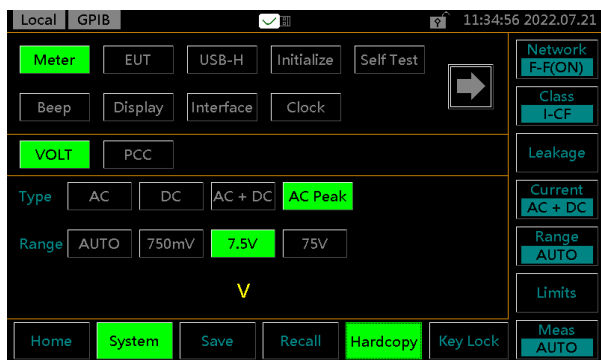 Local GPIB 11:34:56 2022.07.21
Meter EUT USB-H Initialize Self Test
Beep Display Interface Clock
VOLT PCC
Type AC DC AC + DC AC Peak
Range AUTO 750mV 7.5V 75V
V
Home System Save Recall Hardcopy Key Lock
Network
F-F(ON)
Class
I-CF
Leakage
Current
AC + DC
Range
AUTO
Limits
Meas
AUTO